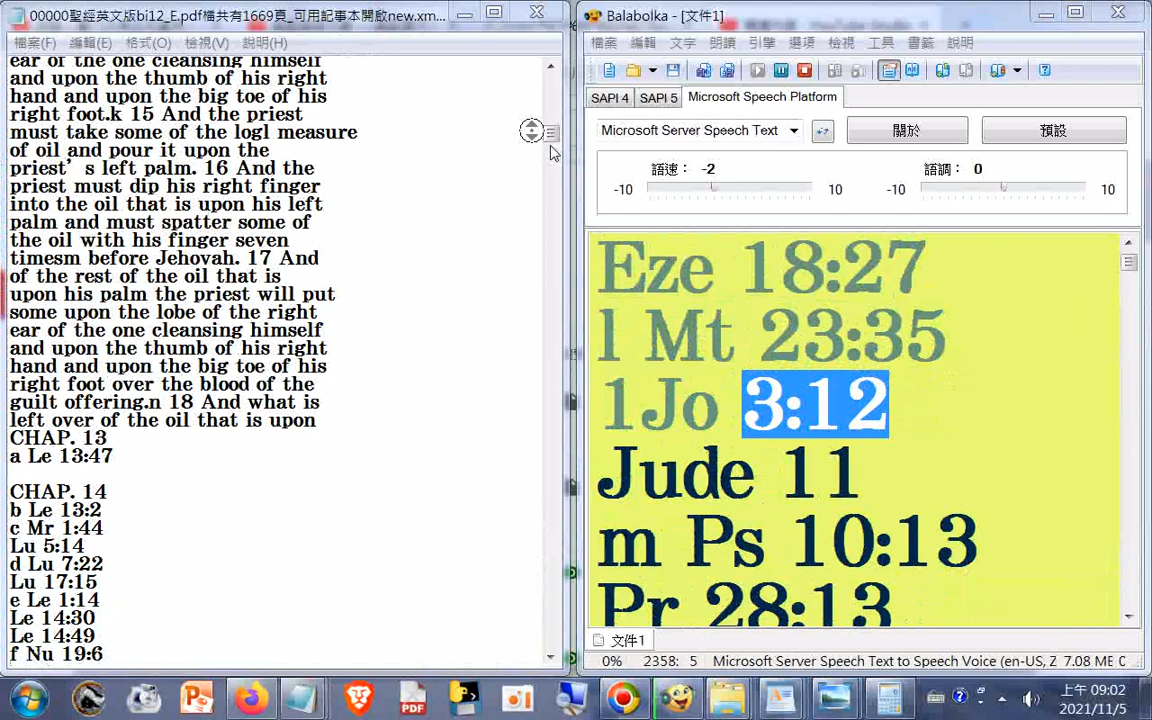 00000聖經英文版bi12_E.pdf檔共有1669頁_可用記事本開啟new.xm...
檔案(F) 編輯(E) 格式(O) 檢視(V) 說明(H)
ear of the one cleansing himself
and upon the thumb of his right
hand and upon the big toe of his
right foot.k 15 And the priest
must take some of the logl measure
of oil and pour it upon the
priest’s left palm. 16 And the
priest must dip his right finger
into the oil that is upon his left
palm and must spatter some of
the oil with his finger seven
timesm before Jehovah. 17 And
of the rest of the oil that is
upon his palm the priest will put
some upon the lobe of the right
ear of the one cleansing himself
and upon the thumb of his right
hand and upon the big toe of his
right foot over the blood of the
guilt offering.n 18 And what is
left over of the oil that is upon
CHAP. 13
a Le 13:47
CHAP. 14
b Le 13:2
c Mr 1:44
Lu 5:14
d Lu 7:22
Lu 17:15
e Le 1:14
Le 14:30
Le 14:49
f Nu 19:6
Balabolka - [文件1]
檔案 編輯 文字 朗讀 引擎 選項 檢視 工具 書籤 說明
SAPI 4 SAPI 5 Microsoft Speech Platform
Microsoft Server Speech Text 關於 預設
語速: -2 語調: 0
-10 10 -10 10
Eze 18:27
l Mt 23:35
1Jo 3:12
Jude 11
m Ps 10:13
Pr 28:13
文件1
0% 2358: 5 Microsoft Server Speech Text to Speech Voice (en-US, Z 7.08 MB
PDF
上午 09:02
2021/11/5